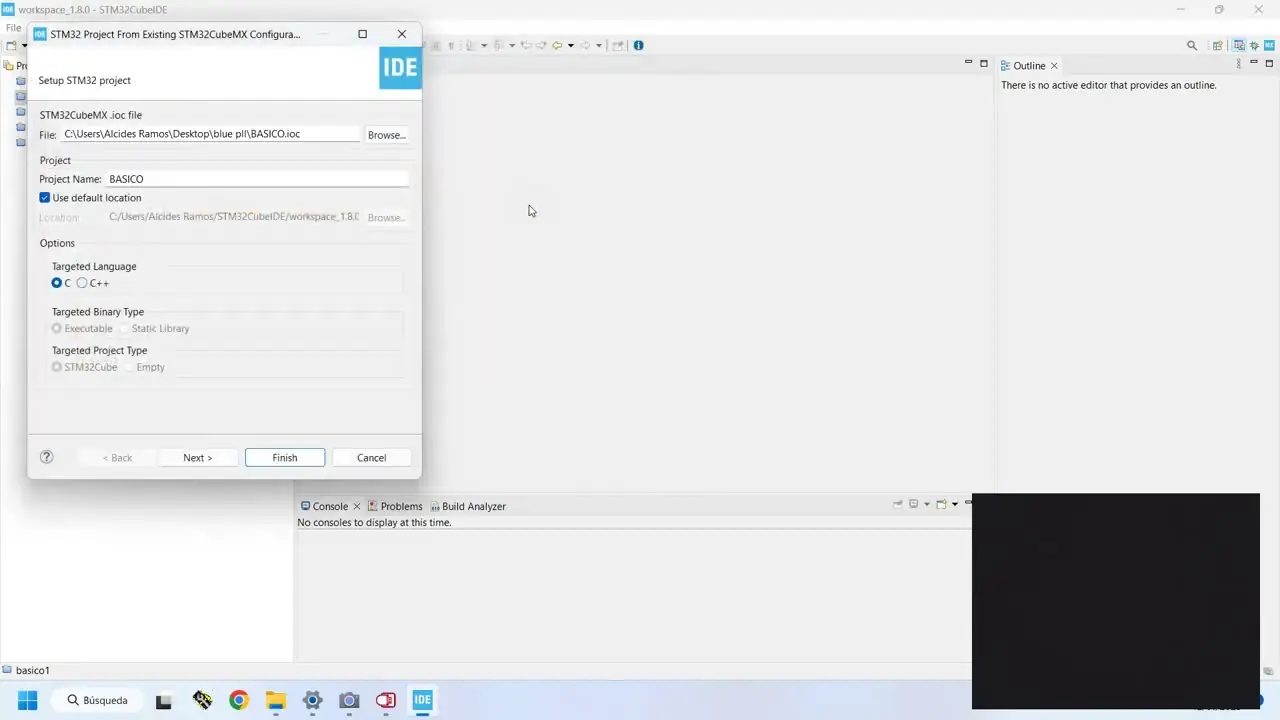 IDE workspace_1.8.0 - STM32CubeIDE
File
IDE STM32 Project From Existing STM32CubeMX Configura...
IDE
Setup STM32 project
STM32CubeMX .ioc file
File: C:\Users\Alcides Ramos\Desktop\blue pll\BASICO.ioc Browse...
Project
Project Name: BASICO
Use default location
Location: C:/Users/Alcides Ramos/STM32CubeIDE/workspace_1.8.0 Browse...
Options
Targeted Language
C C++
Targeted Binary Type
Executable Static Library
Targeted Project Type
STM32Cube Empty
? < Back Next > Finish Cancel
MX
Outline
There is no active editor that provides an outline.
Console Problems Build Analyzer
No consoles to display at this time.
basico1
Búsqueda
IDE